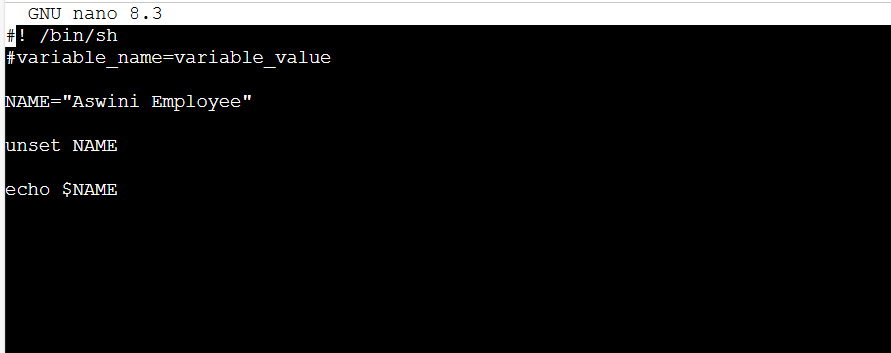 GNU nano 8.3
#! /bin/sh
#variable_name=variable_value
NAME="Aswini Employee"
unset NAME
echo $NAME